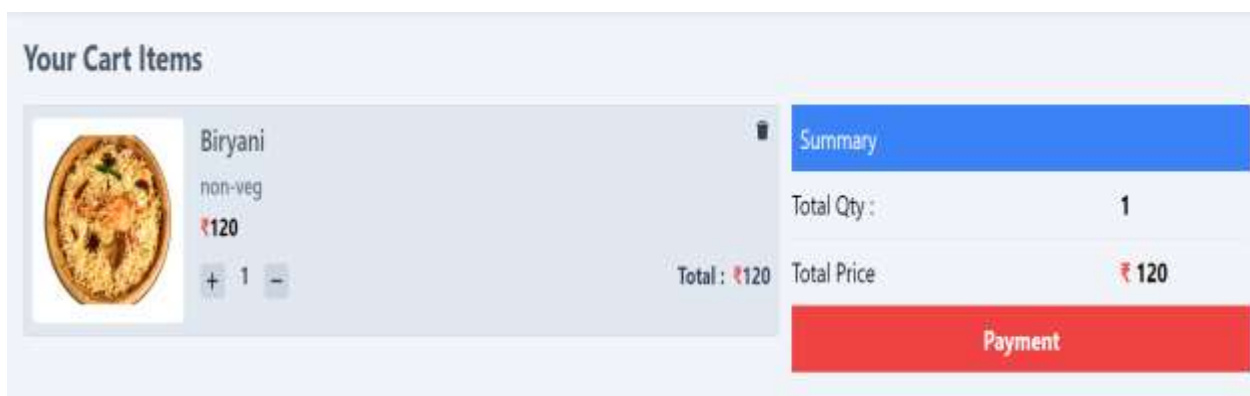 Your Cart Items
Biryani
non-veg
₹120
+ 1 −
Total : ₹120
Summary
Total Qty : 1
Total Price ₹ 120
Payment